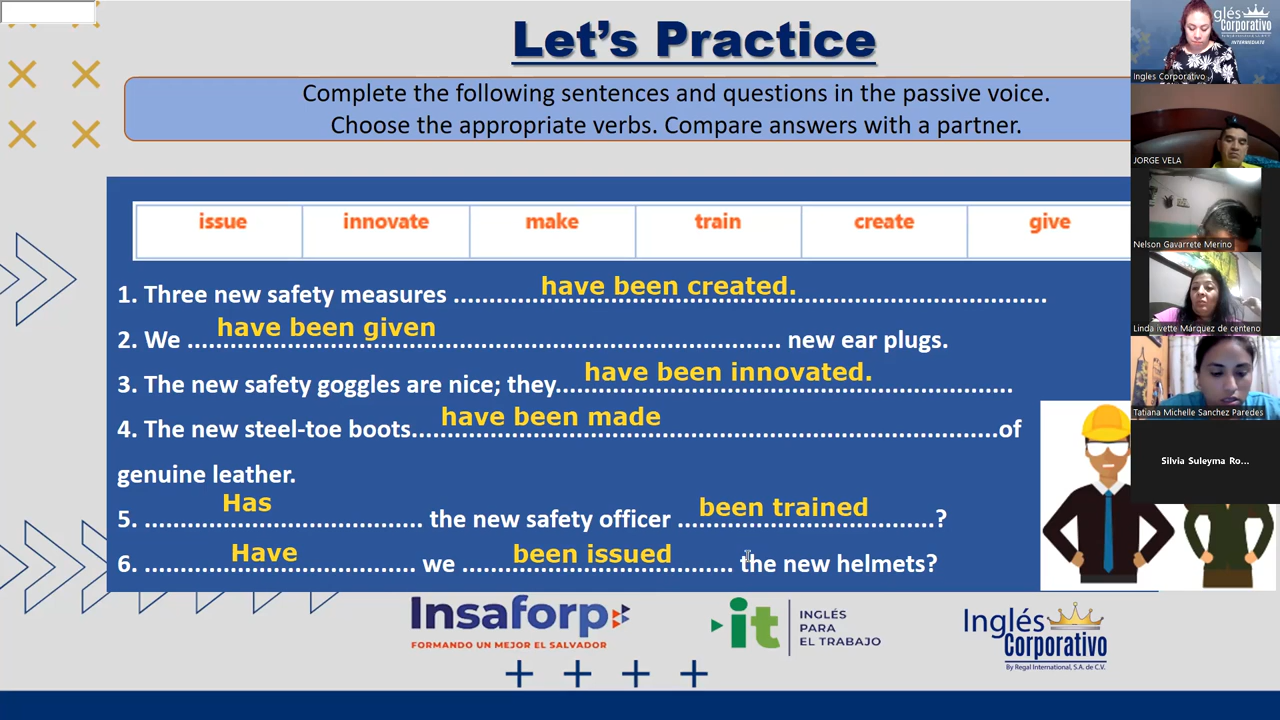 Let's Practice
Complete the following sentences and questions in the passive voice.
Choose the appropriate verbs. Compare answers with a partner.
issue innovate make train create give
1. Three new safety measures ........ have been created.
2. We ........ have been given ........ new ear plugs.
3. The new safety goggles are nice; they........ have been innovated.
4. The new steel-toe boots........ have been made ........of
genuine leather.
5. ........ Has ........ the new safety officer ........ been trained ........?
6. ........ Have ........ we ........ been issued ........ the new helmets?
Insaforp
FORMANDO UN MEJOR EL SALVADOR
it INGLÉS
PARA
EL TRABAJO
Inglés
Corporativo
By Regal International, S.A. de C.V.
glés
Corporativo
INTERMEDIATE
Ingles Corporativo
JORGE VELA
Nelson Gavarrete Merino
Linda ivette Márquez de centeno
Tatiana Michelle Sanchez Paredes
Silvia Suleyma Ro...